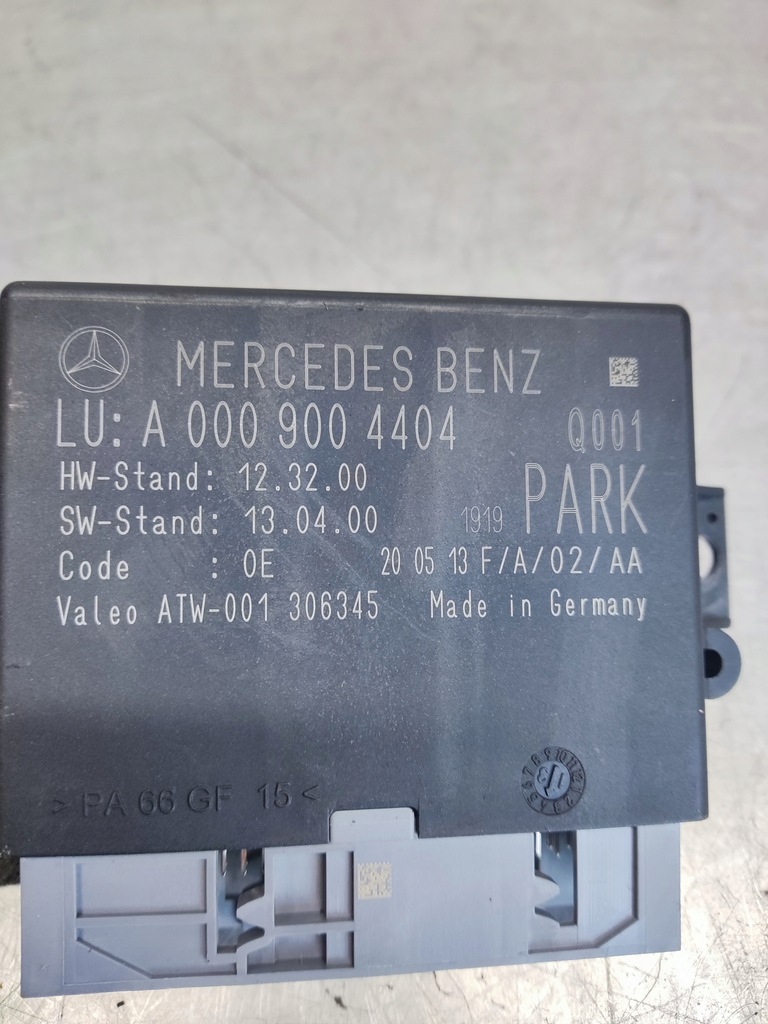 MERCEDES BENZ
LU: A 000 900 4404 Q001
HW-Stand: 12.32.00
SW-Stand: 13.04.00 1919 PARK
Code : 0E 20 05 13 F/A/02/AA
Valeo ATW-001 306345 Made in Germany
>PA 66 GF 15<